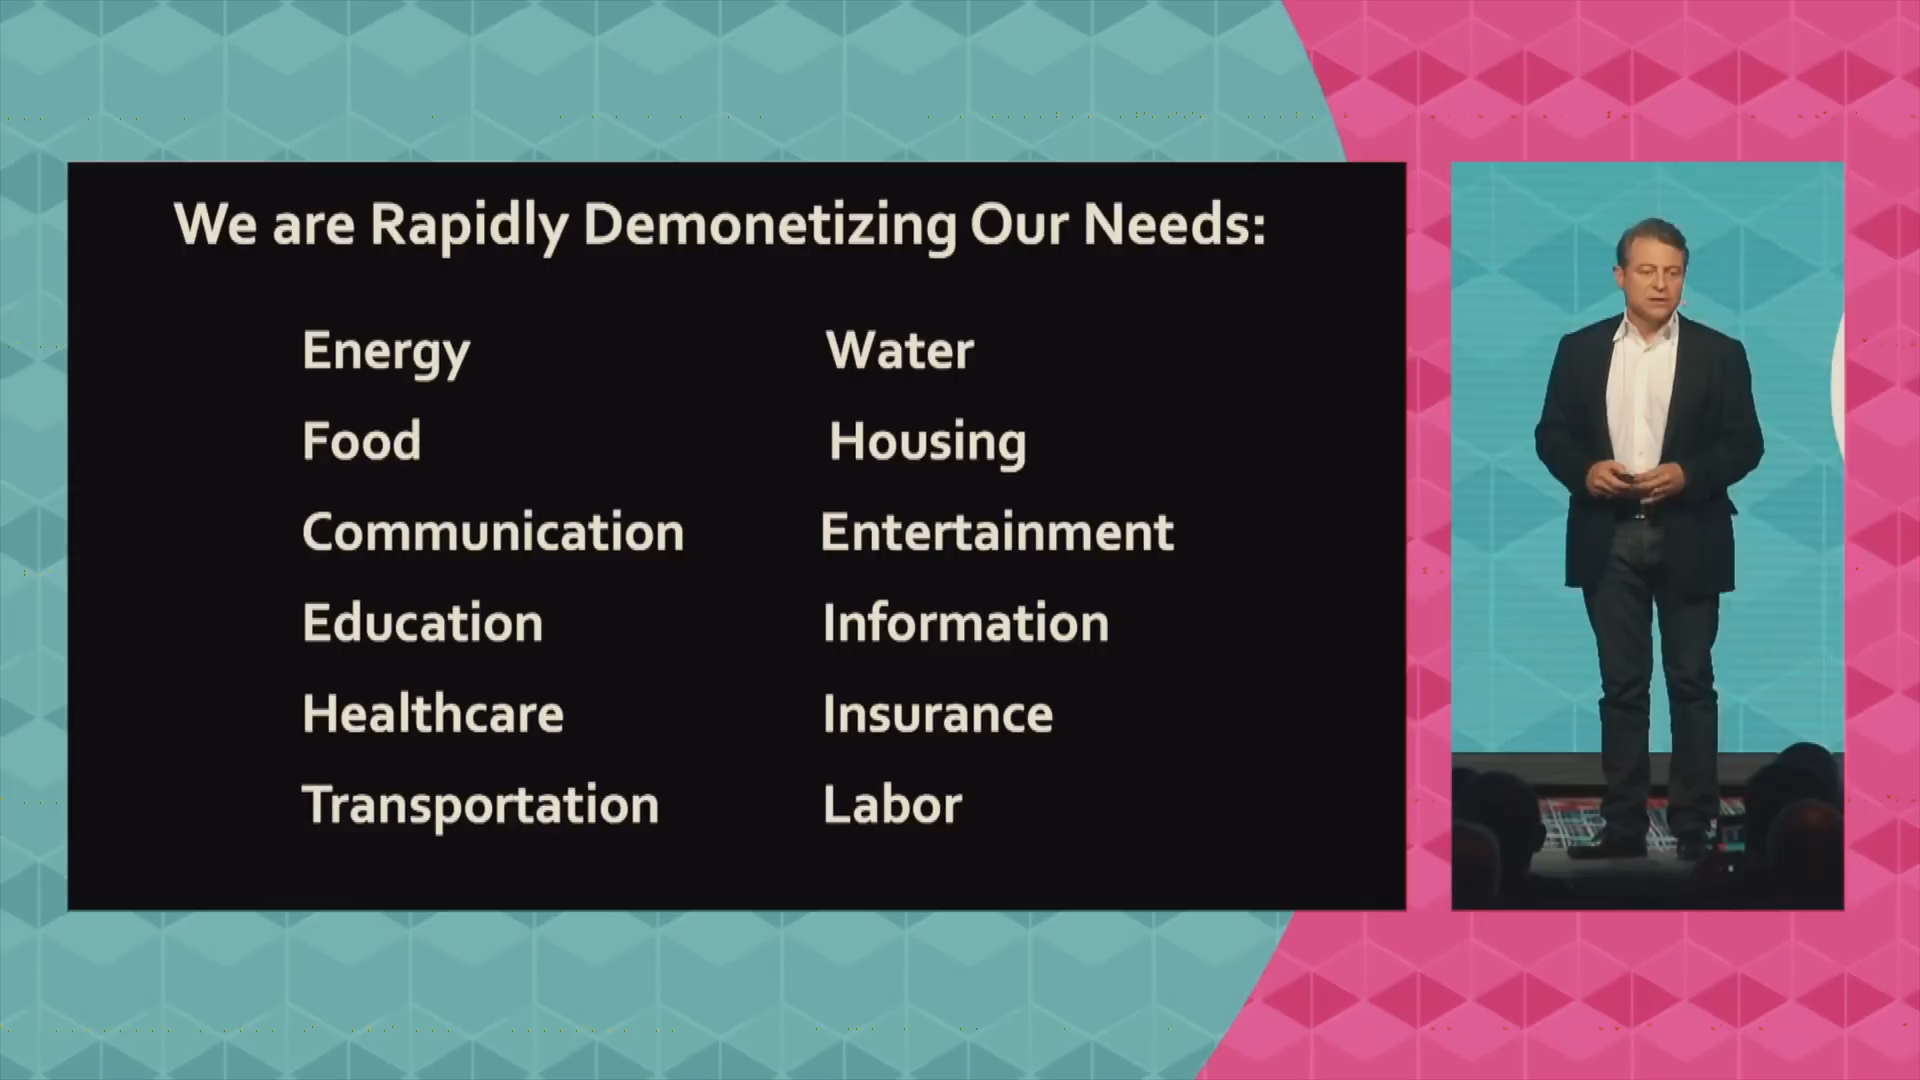 We are Rapidly Demonetizing Our Needs:
Energy
Water
Food
Housing
Communication
Entertainment
Education
Information
Healthcare
Insurance
Transportation
Labor